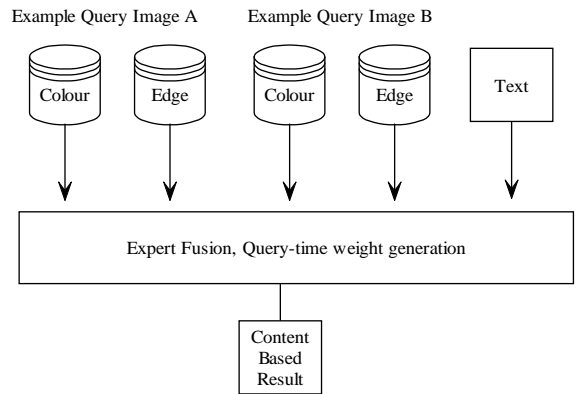 Example Query Image A
Example Query Image B
Colour
Edge
Colour
Edge
Text
Expert Fusion, Query-time weight generation
Content
Based
Result